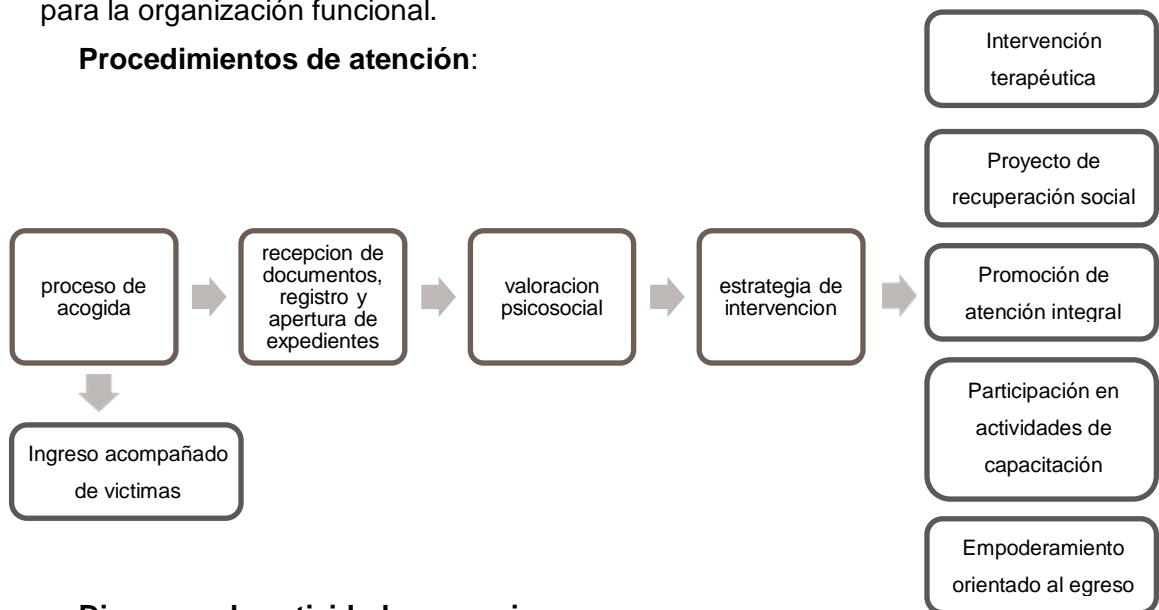 para la organización funcional.
Procedimientos de atención:
proceso de
acogida
recepcion de
documentos,
registro y
apertura de
expedientes
valoracion
psicosocial
estrategia de
intervencion
Ingreso acompañado
de victimas
Intervención
terapéutica
Proyecto de
recuperación social
Promoción de
atención integral
Participación en
actividades de
capacitación
Empoderamiento
orientado al egreso